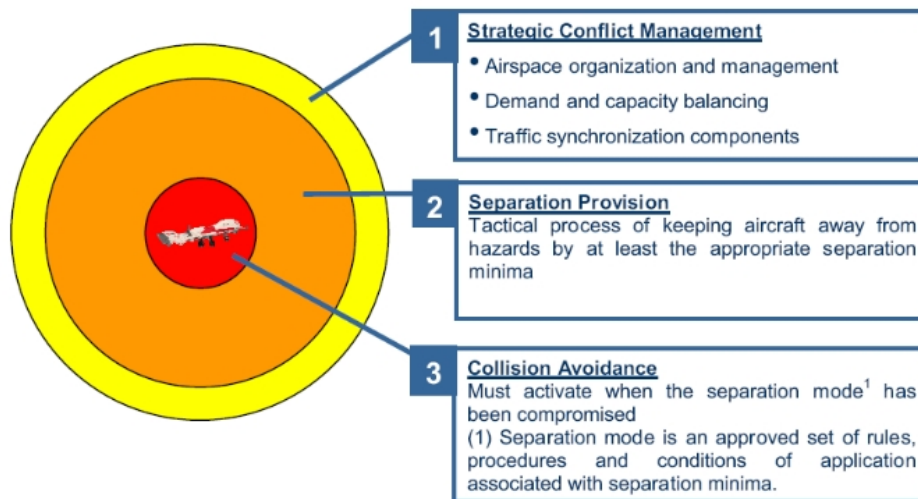 1
Strategic Conflict Management
• Airspace organization and management
• Demand and capacity balancing
• Traffic synchronization components
2
Separation Provision
Tactical process of keeping aircraft away from
hazards by at least the appropriate separation
minima
3
Collision Avoidance
Must activate when the separation mode¹ has
been compromised
(1) Separation mode is an approved set of rules,
procedures and conditions of application
associated with separation minima.